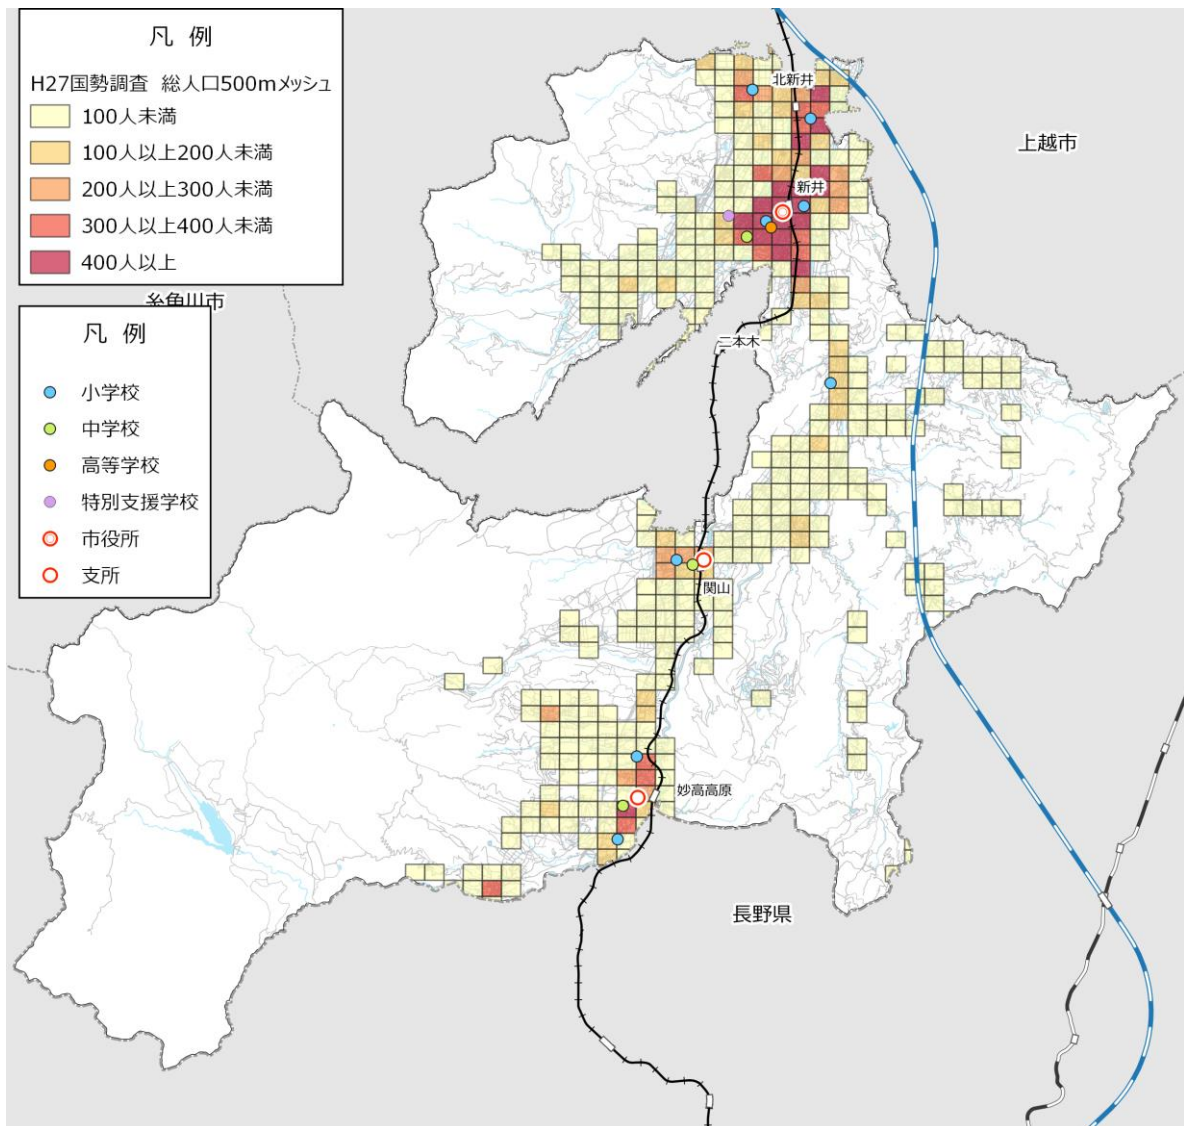 凡 例
H27国勢調査 総人口500mメッシュ
100人未満
100人以上200人未満
200人以上300人未満
300人以上400人未満
400人以上
糸魚川市
凡 例
小学校
中学校
高等学校
特別支援学校
市役所
支所
北新井
上越市
新井
二本木
関山
妙高高原
長野県